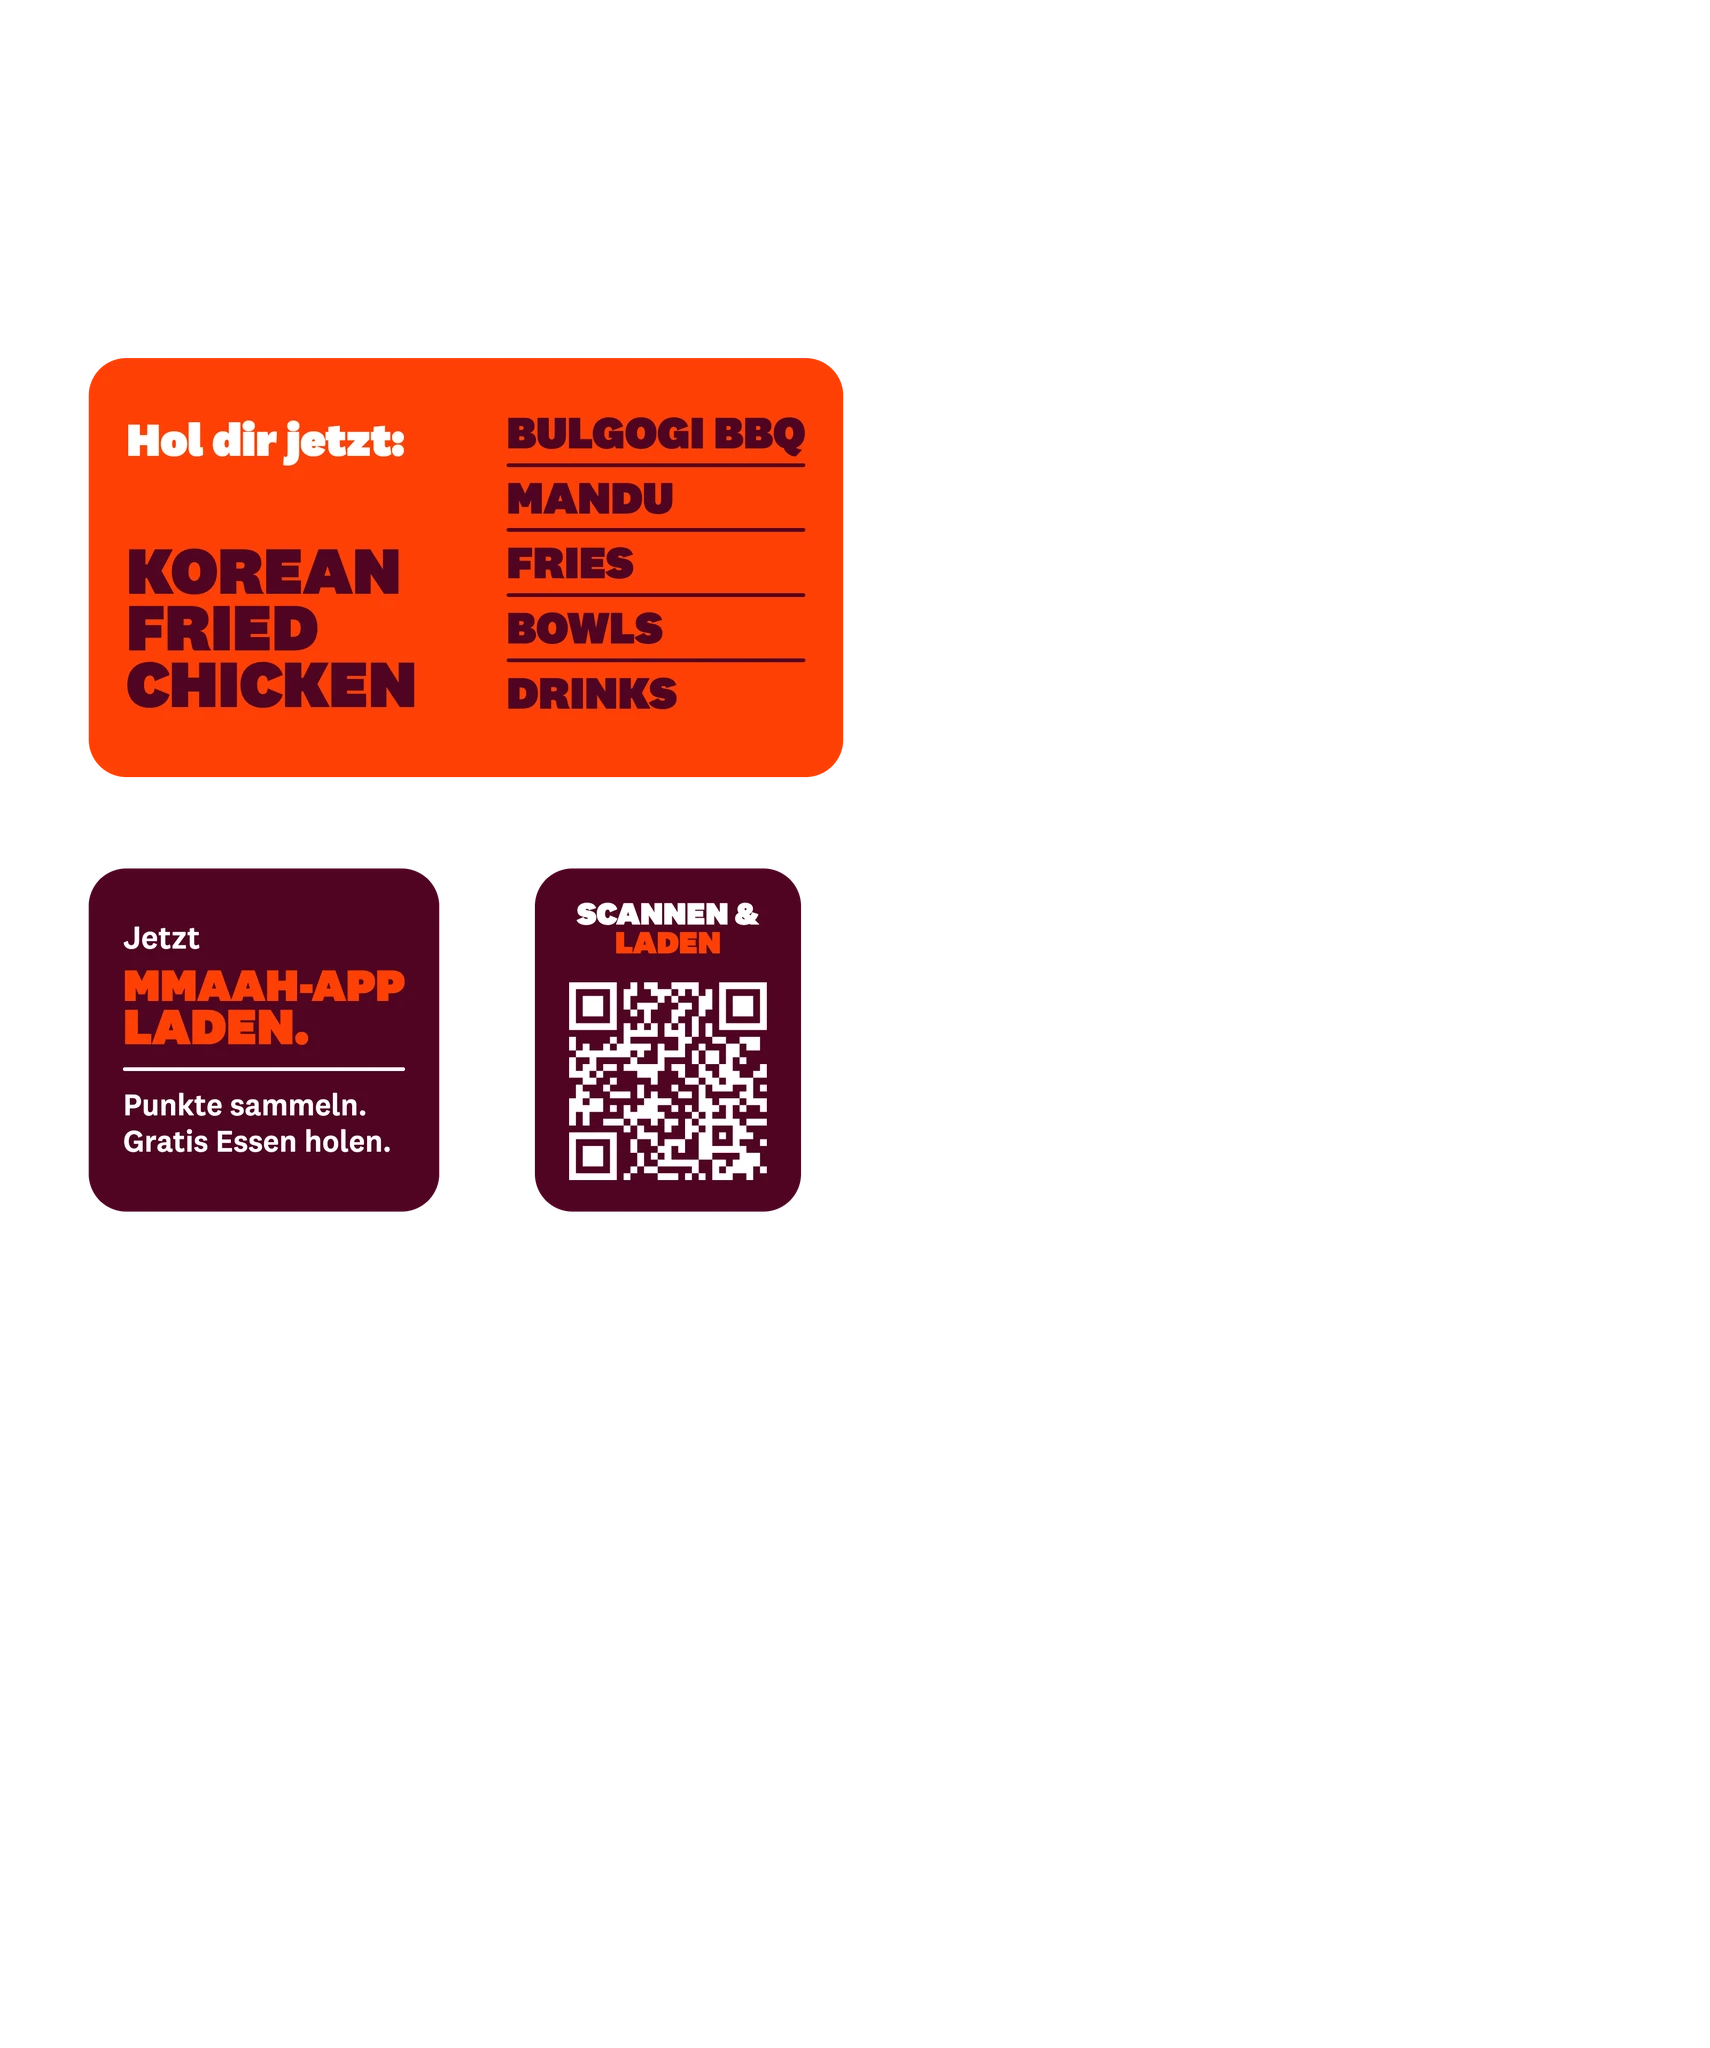 Hol dir jetzt:
KOREAN
FRIED
CHICKEN
BULGOGI BBQ
MANDU
FRIES
BOWLS
DRINKS
Jetzt
MMAAH-APP
LADEN.
Punkte sammeln.
Gratis Essen holen.
SCANNEN &
LADEN